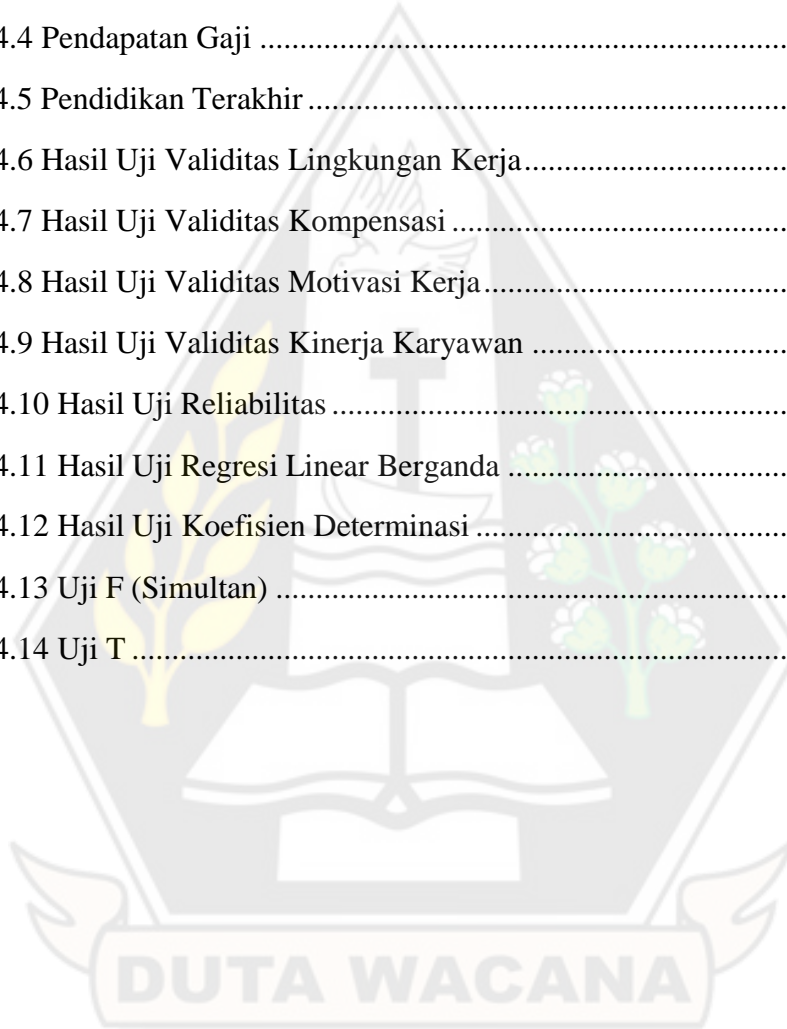 4.4 Pendapatan Gaji ..................................................................
4.5 Pendidikan Terakhir ............................................................
4.6 Hasil Uji Validitas Lingkungan Kerja.................................
4.7 Hasil Uji Validitas Kompensasi ..........................................
4.8 Hasil Uji Validitas Motivasi Kerja......................................
4.9 Hasil Uji Validitas Kinerja Karyawan ................................
4.10 Hasil Uji Reliabilitas .........................................................
4.11 Hasil Uji Regresi Linear Berganda ...................................
4.12 Hasil Uji Koefisien Determinasi .......................................
4.13 Uji F (Simultan) ................................................................
4.14 Uji T ..................................................................................
DUTA WACANA